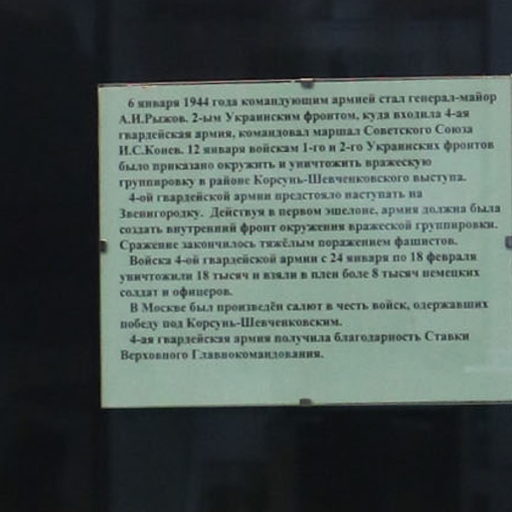 6 января 1944 года командующим армией стал генерал-майор
А.И.Рыжов. 2-ым Украинским фронтом, куда входила 4-ая
гвардейская армия, командовал маршал Советского Союза
И.С.Конев. 12 января войскам 1-го и 2-го Украинских фронтов
было приказано окружить и уничтожить вражескую
группировку в районе Корсунь-Шевченковского выступа.
4-ой гвардейской армии предстояло наступать на
Звенигородку. Действуя в первом эшелоне, армия должна была
создать внутренний фронт окружения вражеской группировки.
Сражение закончилось тяжёлым поражением фашистов.
Войска 4-ой гвардейской армии с 24 января по 18 февраля
уничтожили 18 тысяч и взяли в плен боле 8 тысяч немецких
солдат и офицеров.
В Москве был произведён салют в честь войск, одержавших
победу под Корсунь-Шевченковским.
4-ая гвардейская армия получила благодарность Ставки
Верховного Главнокомандования.